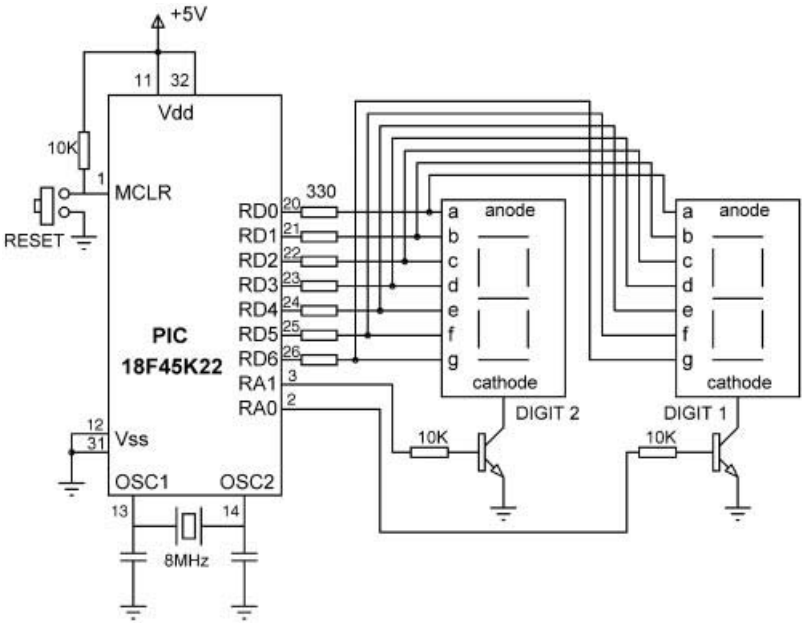 +5V
11 32
Vdd
10K
1 MCLR
RESET
330
RD0 20
RD1 21
RD2 22
RD3 23
RD4 24
RD5 25
RD6 26
RA1 3
RA0 2
PIC
18F45K22
12
31
Vss
OSC1 OSC2
13 14
8MHz
a anode
b
c
d
e
f
g
cathode
DIGIT 2
10K
a anode
b
c
d
e
f
g
cathode
DIGIT 1
10K